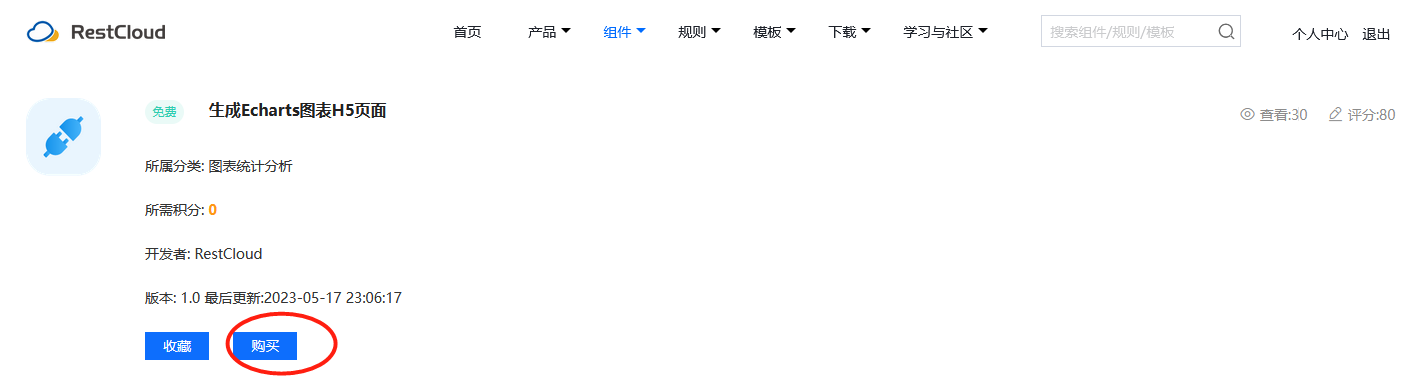 RestCloud 首页 产品 组件 规则 模板 下载 学习与社区 搜索组件/规则/模板 个人中心 退出
免费 生成Echarts图表H5页面 查看:30 评分:80
所属分类: 图表统计分析
所需积分: 0
开发者: RestCloud
版本: 1.0 最后更新:2023-05-17 23:06:17
收藏 购买